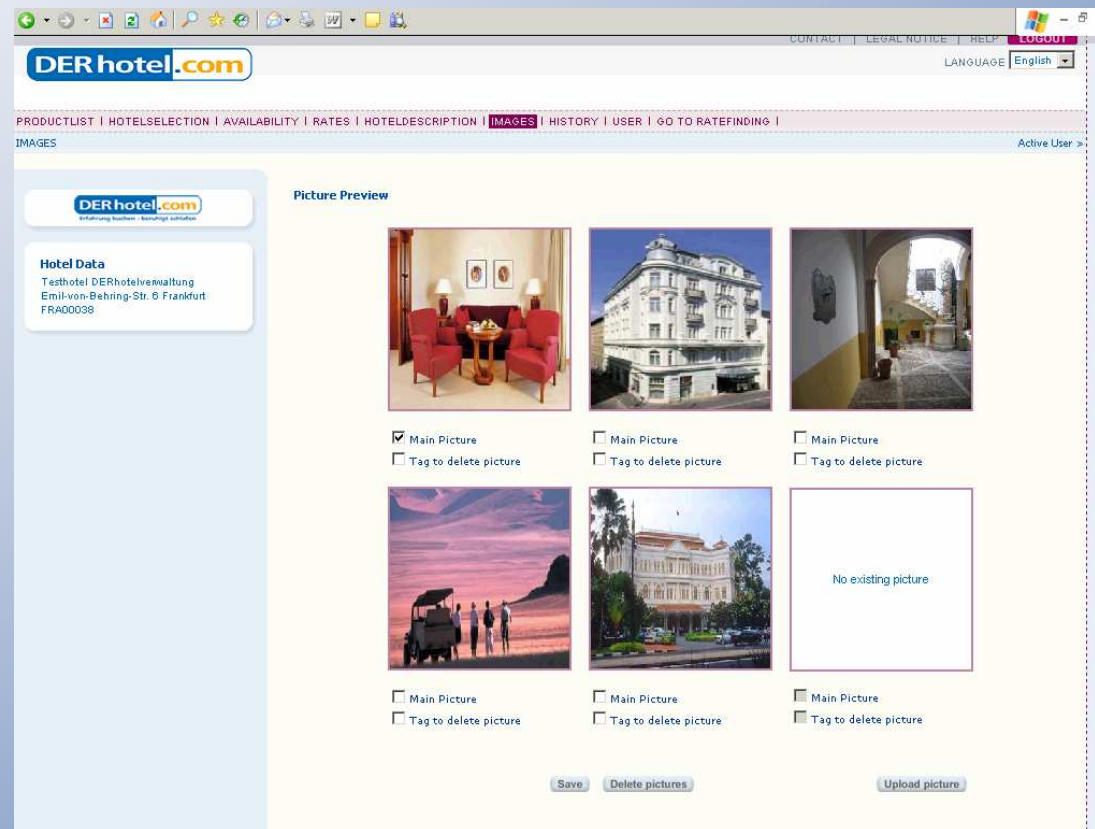 CONTACT | LEGAL NOTICE | HELP LOGOUT
DERhotel.com
LANGUAGE English
PRODUCTLIST | HOTELSELECTION | AVAILABILITY | RATES | HOTELDESCRIPTION | IMAGES | HISTORY | USER | GO TO RATEFINDING |
IMAGES Active User »
DERhotel.com
Erfahrung buchen - beruhigt schlafen
Picture Preview
Hotel Data
Testhotel DERhotelverwaltung
Emil-von-Behring-Str. 6 Frankfurt
FRA00038
Main Picture Main Picture Main Picture
Tag to delete picture Tag to delete picture Tag to delete picture
No existing picture
Main Picture Main Picture Main Picture
Tag to delete picture Tag to delete picture Tag to delete picture
Save Delete pictures Upload picture